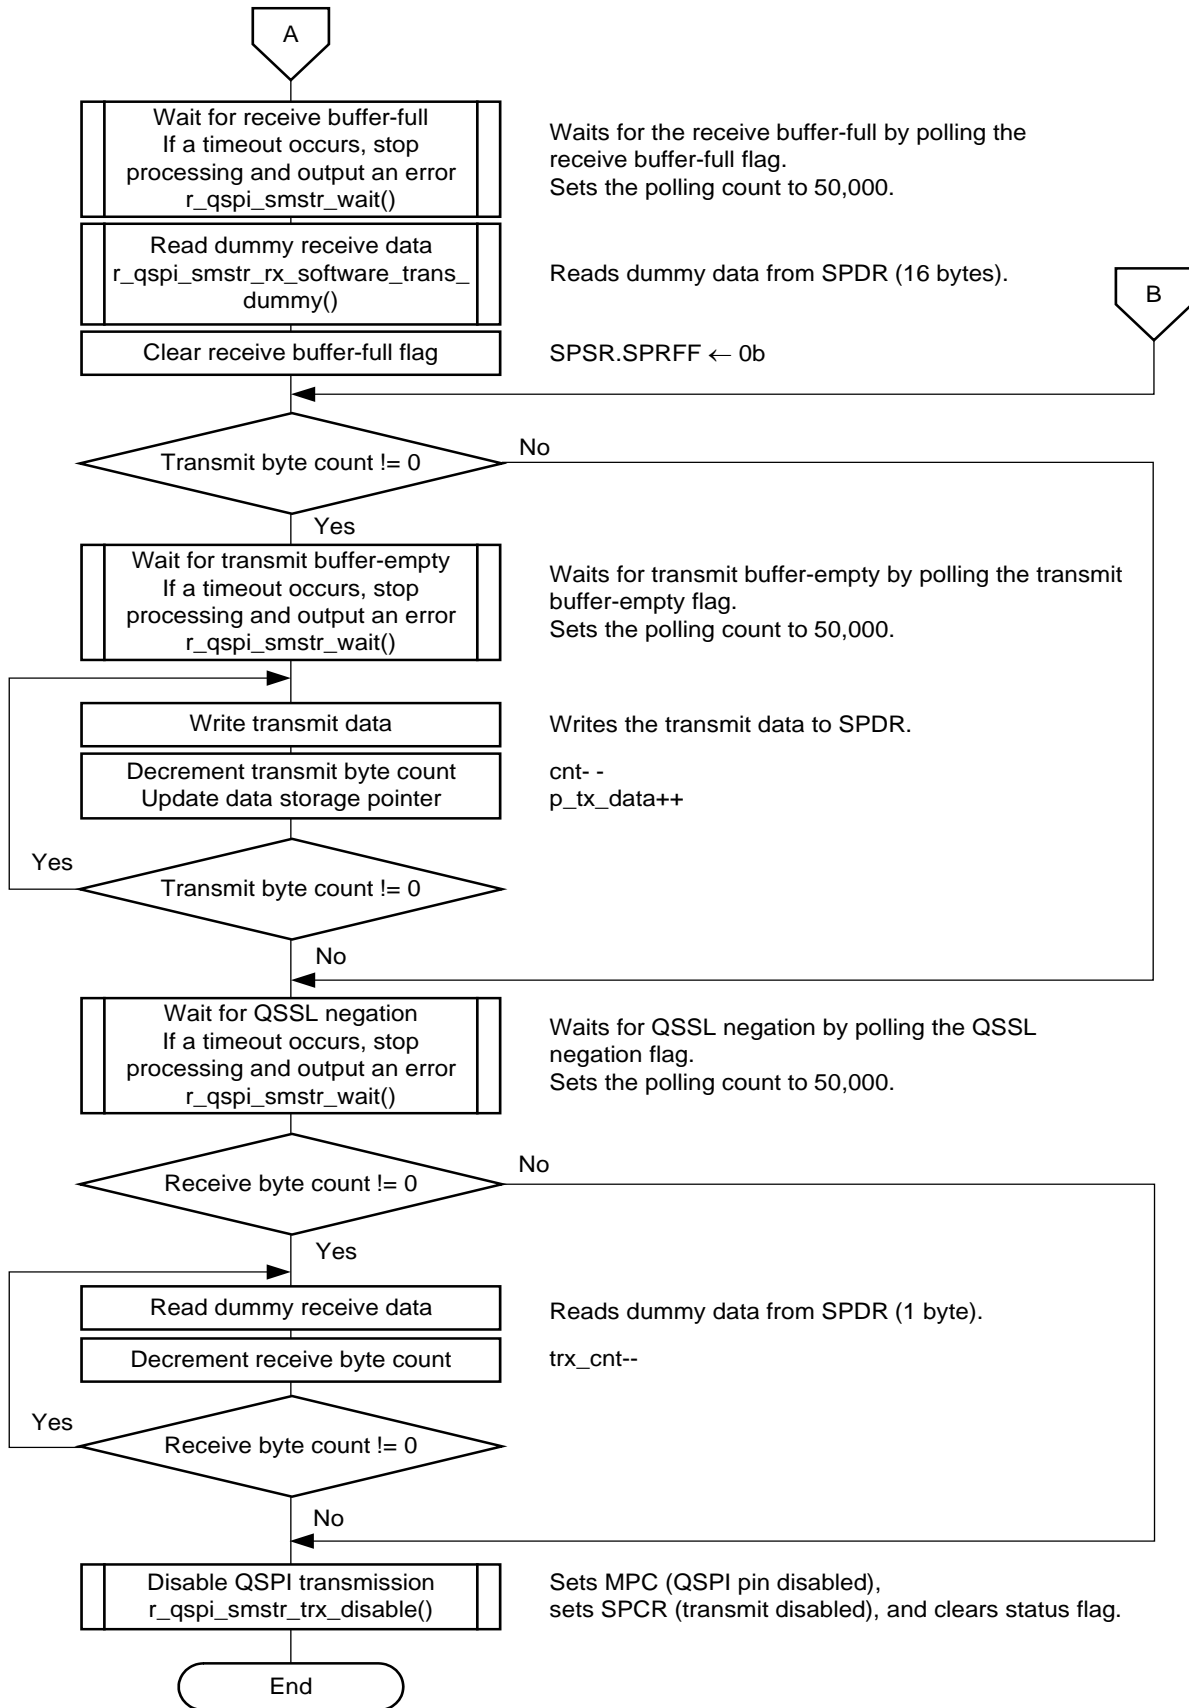 A
Wait for receive buffer-full
If a timeout occurs, stop
processing and output an error
r_qspi_smstr_wait()
Waits for the receive buffer-full by polling the
receive buffer-full flag.
Sets the polling count to 50,000.
Read dummy receive data
r_qspi_smstr_rx_software_trans_
dummy()
Reads dummy data from SPDR (16 bytes).
B
Clear receive buffer-full flag
SPSR.SPRFF ← 0b
Transmit byte count != 0
No
Yes
Wait for transmit buffer-empty
If a timeout occurs, stop
processing and output an error
r_qspi_smstr_wait()
Waits for transmit buffer-empty by polling the transmit
buffer-empty flag.
Sets the polling count to 50,000.
Write transmit data
Writes the transmit data to SPDR.
Decrement transmit byte count
Update data storage pointer
cnt- -
p_tx_data++
Yes
Transmit byte count != 0
No
Wait for QSSL negation
If a timeout occurs, stop
processing and output an error
r_qspi_smstr_wait()
Waits for QSSL negation by polling the QSSL
negation flag.
Sets the polling count to 50,000.
Receive byte count != 0
No
Yes
Read dummy receive data
Reads dummy data from SPDR (1 byte).
Decrement receive byte count
trx_cnt--
Yes
Receive byte count != 0
No
Disable QSPI transmission
r_qspi_smstr_trx_disable()
Sets MPC (QSPI pin disabled),
sets SPCR (transmit disabled), and clears status flag.
End